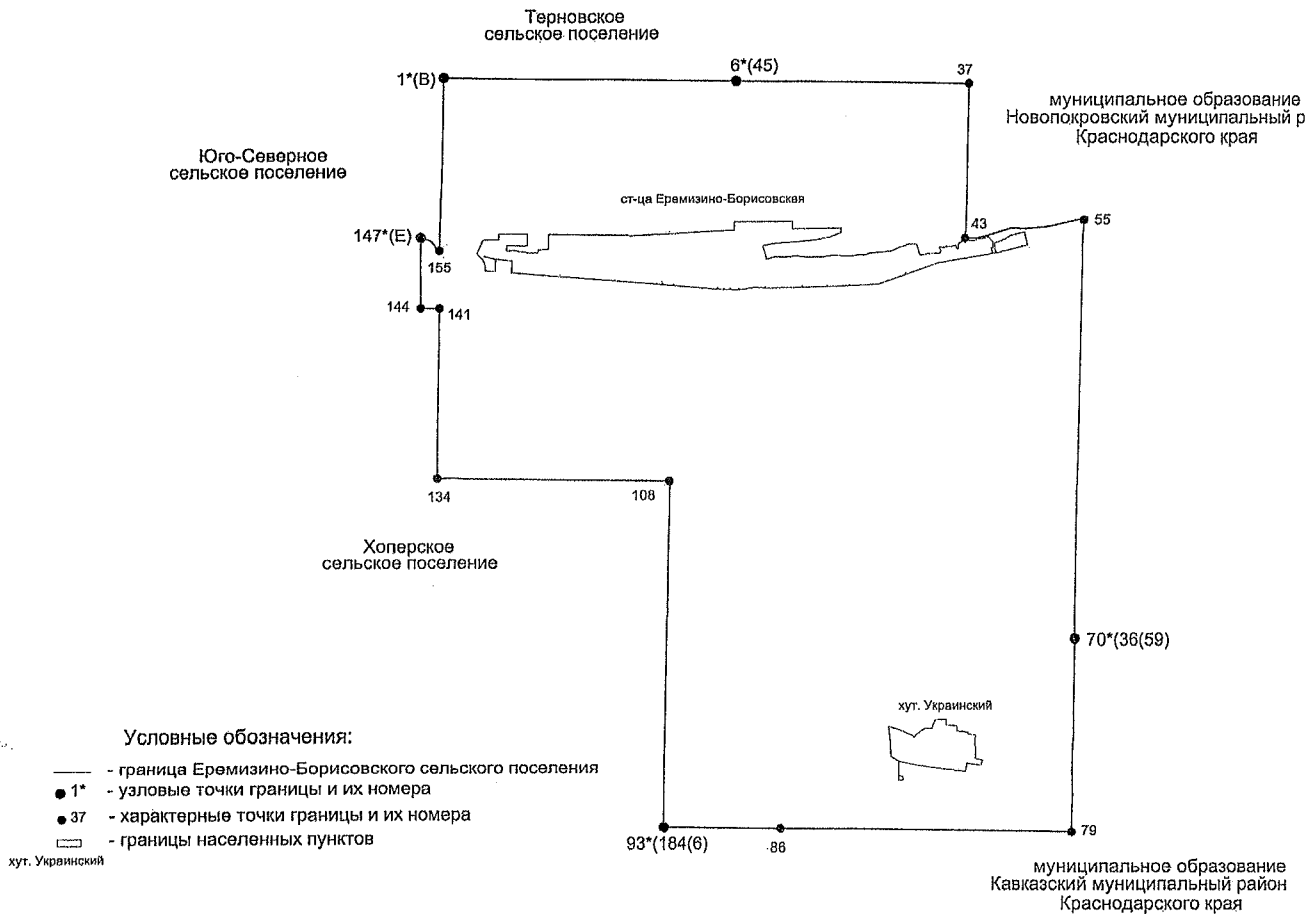 Терновское
сельское поселение
1*(В)
6*(45)
37
муниципальное образование
Новопокровский муниципальный р
Краснодарского края
Юго-Северное
сельское поселение
ст-ца Еремизино-Борисовская
147*(Е)
155
43
55
144
141
134
108
Хоперское
сельское поселение
70*(36(59)
хут. Украинский
Условные обозначения:
- граница Еремизино-Борисовского сельского поселения
1* - узловые точки границы и их номера
37 - характерные точки границы и их номера
- границы населенных пунктов
хут. Украинский
93*(184(6)
86
79
муниципальное образование
Кавказский муниципальный район
Краснодарского края